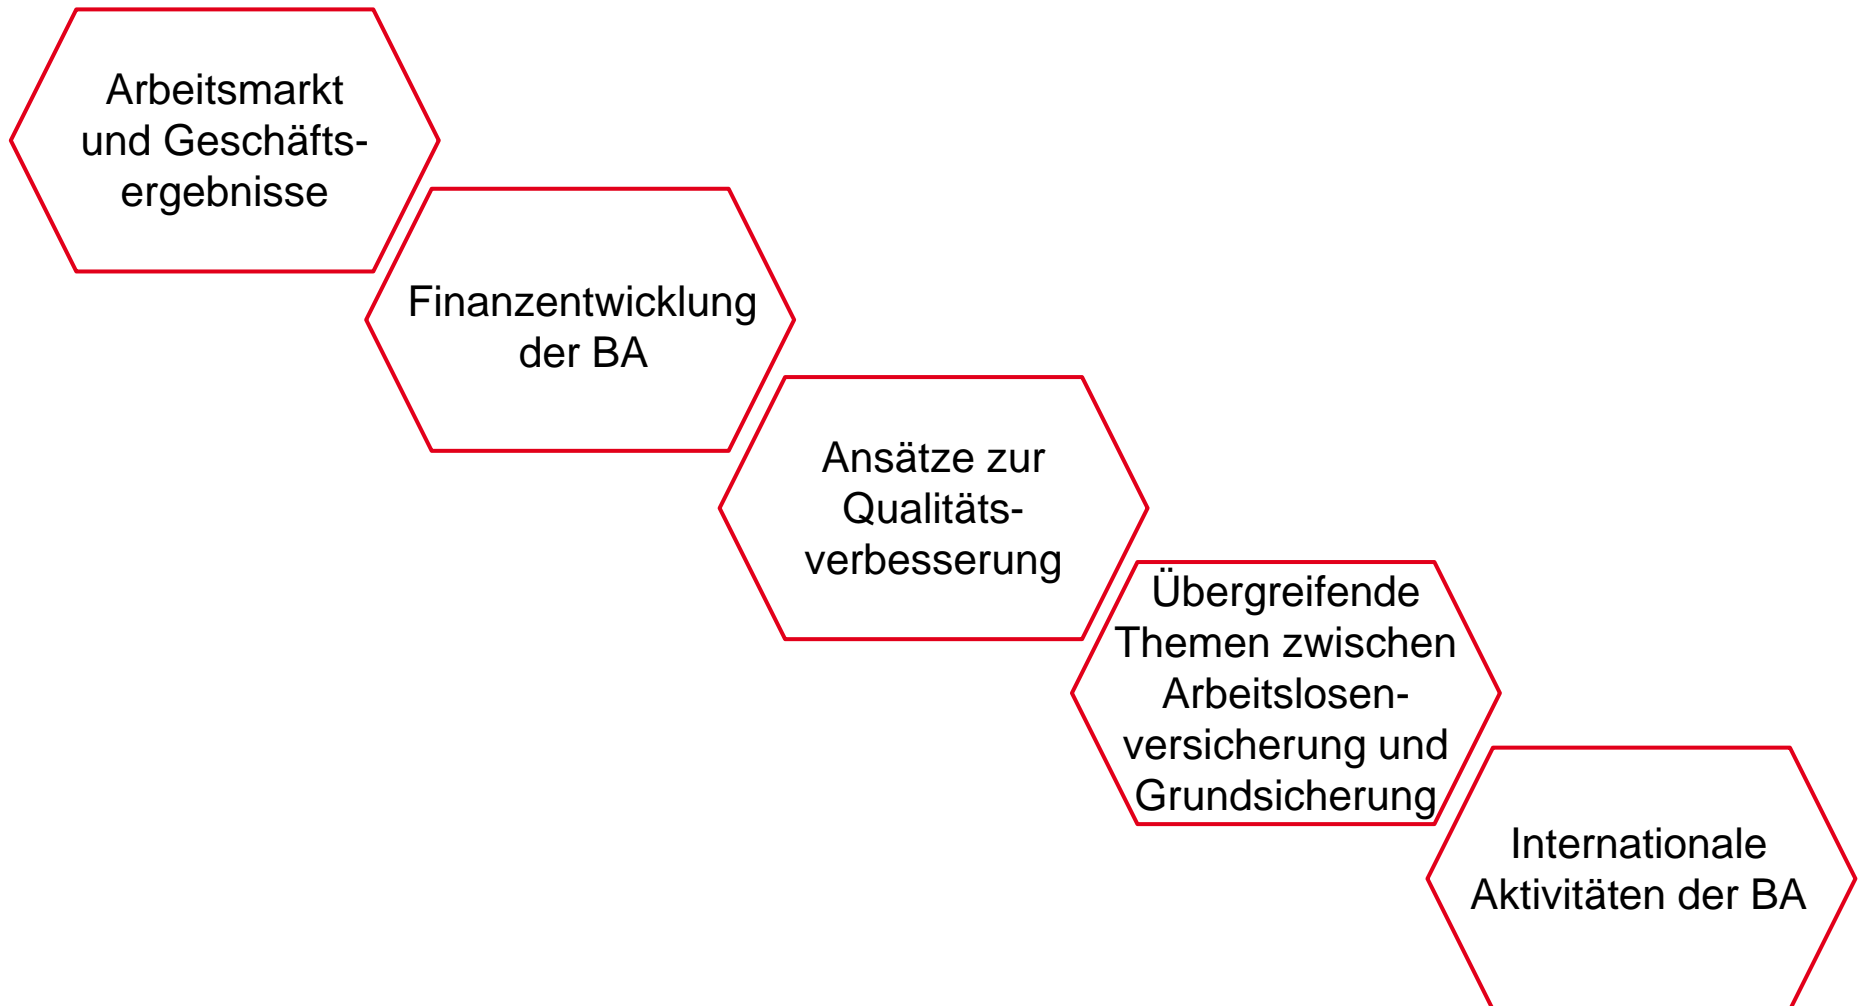 Arbeitsmarkt
und Geschäfts-
ergebnisse
Finanzentwicklung
der BA
Ansätze zur
Qualitäts-
verbesserung
Übergreifende
Themen zwischen
Arbeitslosen-
versicherung und
Grundsicherung
Internationale
Aktivitäten der BA